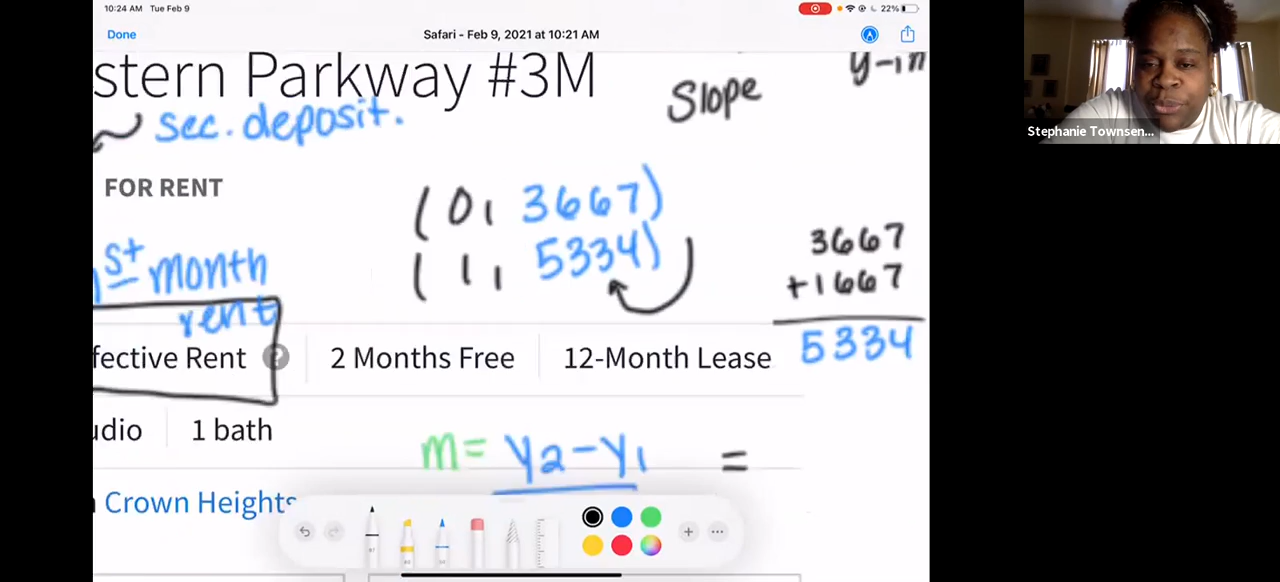 10:24 AM Tue Feb 9
22%
Done
Safari - Feb 9, 2021 at 10:21 AM
stern Parkway #3M
sec. deposit.
Slope
y-in
Stephanie Townsen...
FOR RENT
(0, 3667)
(1, 5334)
3667
+1667
5334
1st month
rent
fective Rent ?
2 Months Free
12-Month Lease
udio
1 bath
m= y2-y1 =
Crown Heights